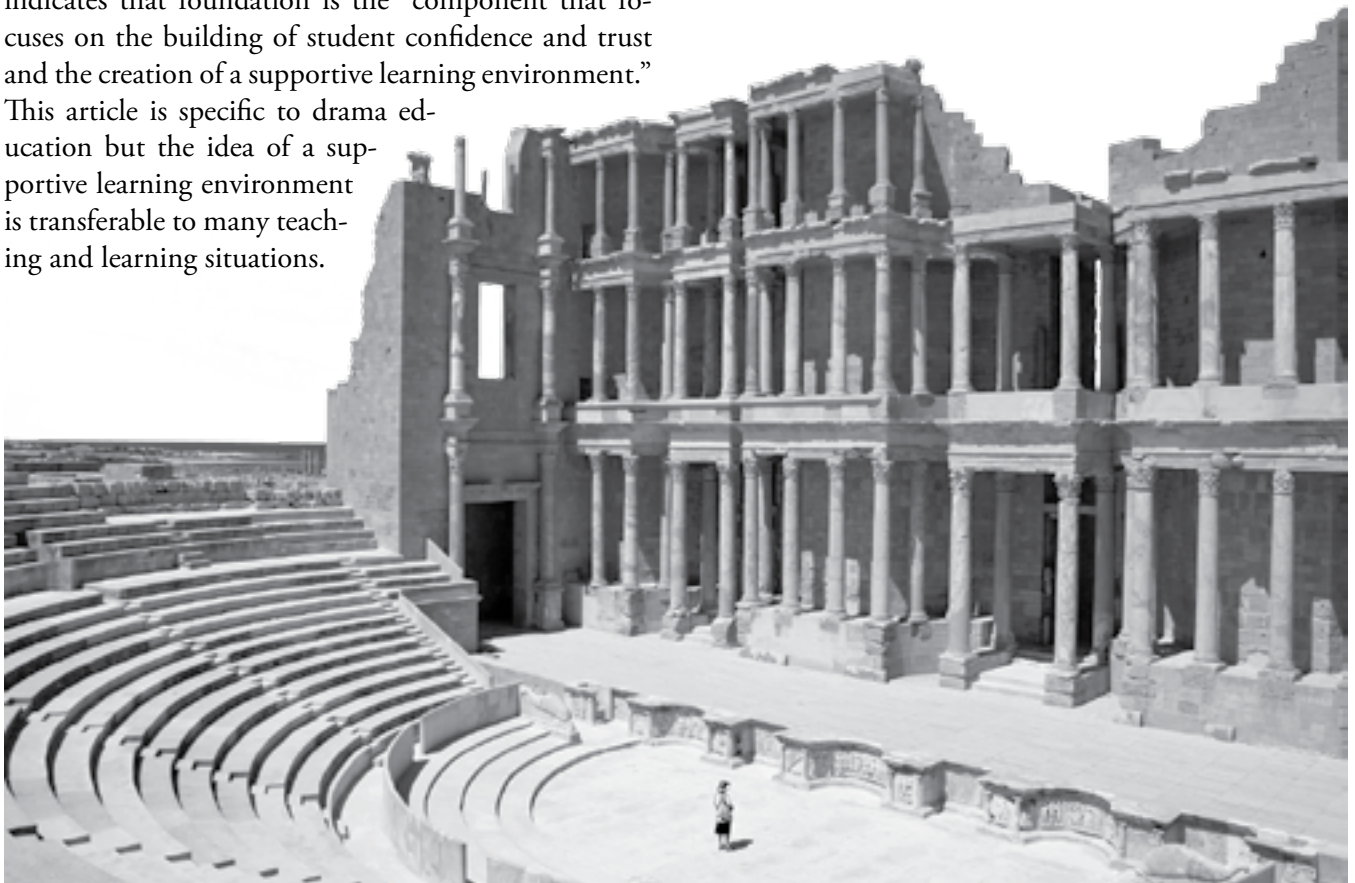 indicates that foundation is the “component that fo-
cuses on the building of student confidence and trust
and the creation of a supportive learning environment.”
This article is specific to drama ed-
ucation but the idea of a sup-
portive learning environment
is transferable to many teach-
ing and learning situations.